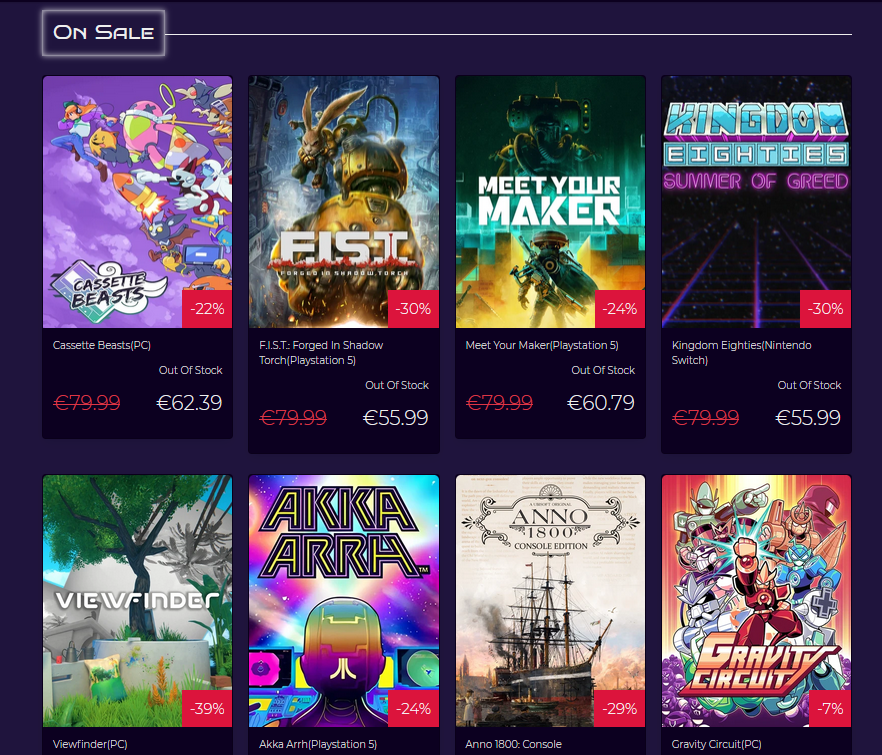 On Sale
CASSETTE
BEASTS
-22%
Cassette Beasts(PC)
Out Of Stock
€79.99 €62.39
F.I.S.T.
FORGED IN SHADOW TORCH
-30%
F.I.S.T.: Forged In Shadow
Torch(Playstation 5)
Out Of Stock
€79.99 €55.99
MEET YOUR
MAKER
-24%
Meet Your Maker(Playstation 5)
Out Of Stock
€79.99 €60.79
KINGDOM
EIGHTIES
SUMMER OF GREED
-30%
Kingdom Eighties(Nintendo
Switch)
Out Of Stock
€79.99 €55.99
VIEWFINDER
-39%
Viewfinder(PC)
AKKA
ARRH™
-24%
Akka Arrh(Playstation 5)
A UBISOFT ORIGINAL
ANNO
1800
CONSOLE EDITION
-29%
Anno 1800: Console
GRAVITY
CIRCUIT
-7%
Gravity Circuit(PC)